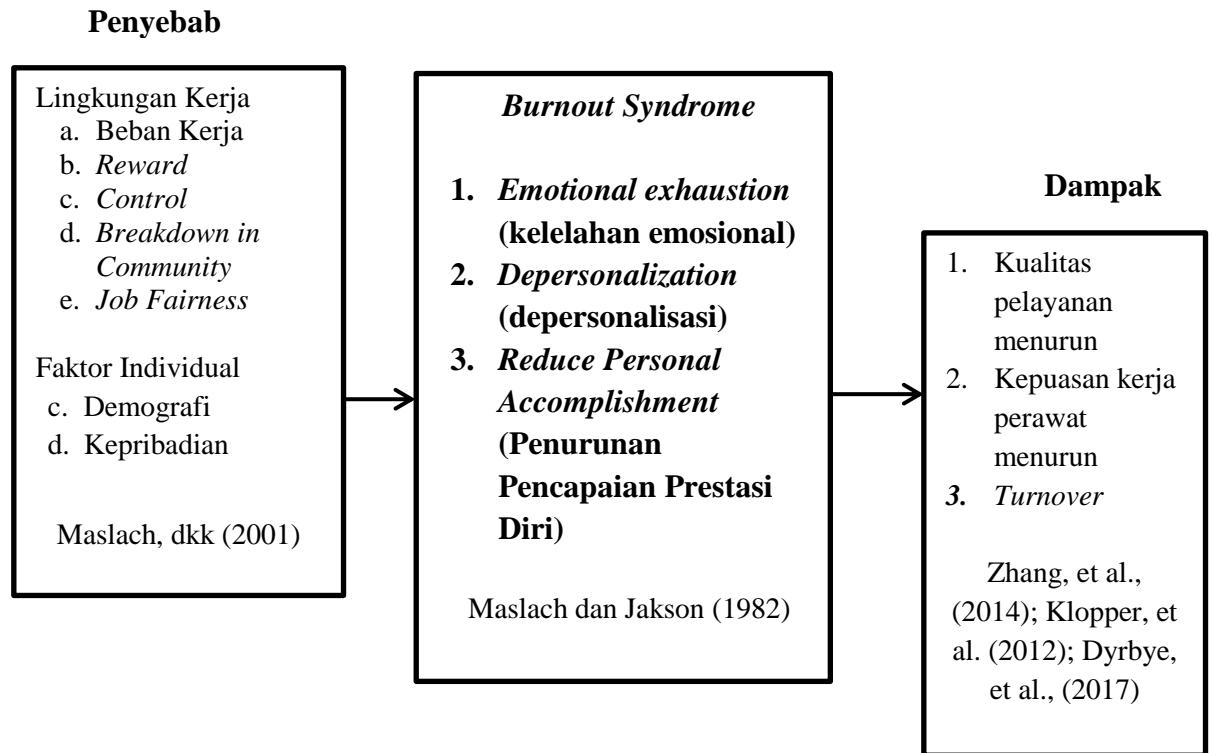 Penyebab
Lingkungan Kerja
a. Beban Kerja
b. Reward
c. Control
d. Breakdown in
Community
e. Job Fairness
Faktor Individual
c. Demografi
d. Kepribadian
Maslach, dkk (2001)
Burnout Syndrome
1. Emotional exhaustion
(kelelahan emosional)
2. Depersonalization
(depersonalisasi)
3. Reduce Personal
Accomplishment
(Penurunan
Pencapaian Prestasi
Diri)
Maslach dan Jakson (1982)
Dampak
1. Kualitas
pelayanan
menurun
2. Kepuasan kerja
perawat
menurun
3. Turnover
Zhang, et al.,
(2014); Klopper, et
al. (2012); Dyrbye,
et al., (2017)